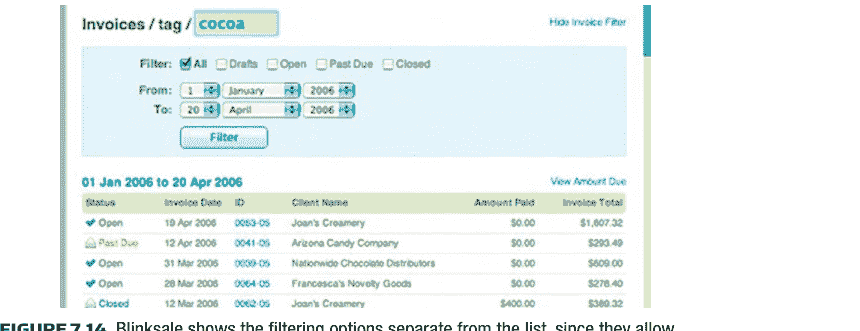 Invoices / tag / cocoa
Hide Invoice Filter
Filter: All Drafts Open Past Due Closed
From: 1 January 2006
To: 20 April 2006
Filter
01 Jan 2006 to 20 Apr 2006
View Amount Due
Status Invoice Date ID Client Name Amount Paid Invoice Total
Open 19 Apr 2006 0053-05 Joan's Creamery $0.00 $1,607.32
Past Due 12 Apr 2006 0041-05 Arizona Candy Company $0.00 $293.49
Open 31 Mar 2006 0039-05 Nationwide Chocolate Distributors $0.00 $609.00
Open 28 Mar 2006 0064-05 Francesca's Novelty Goods $0.00 $278.40
Closed 12 Mar 2006 0062-05 Joan's Creamery $400.00 $389.32
FIGURE 7.14 Blinksale shows the filtering options separate from the list, since they allow